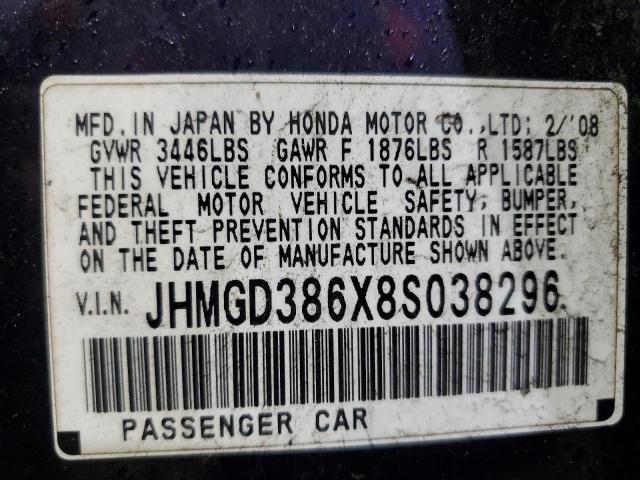 MFD. IN JAPAN BY HONDA MOTOR CO.,LTD; 2/'08
GVWR 3446LBS GAWR F 1876LBS R 1587LBS
THIS VEHICLE CONFORMS TO ALL APPLICABLE
FEDERAL MOTOR VEHICLE SAFETY, BUMPER,
AND THEFT PREVENTION STANDARDS IN EFFECT
ON THE DATE OF MANUFACTURE SHOWN ABOVE.
V.I.N. JHMGD386X8S038296
PASSENGER CAR